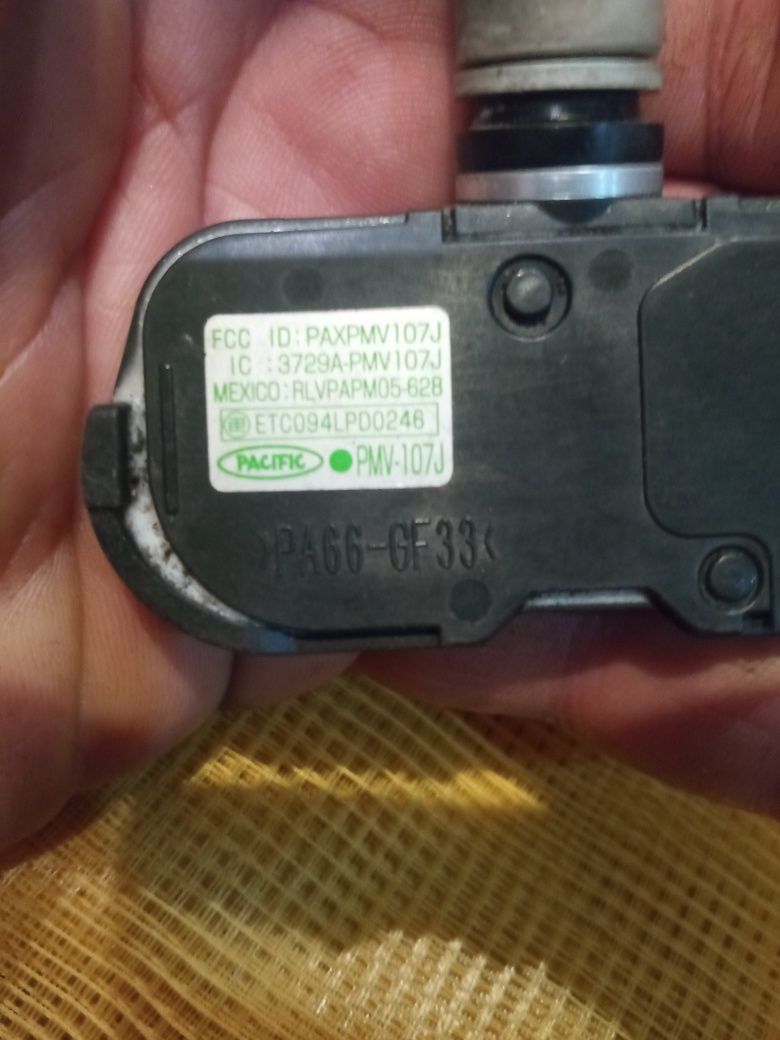 FCC ID: PAXPMV107J
IC : 3729A-PMV107J
MEXICO: RLVPAPM05-628
ETC094LPD0246
PACIFIC PMV-107J
>PA66-GF33<